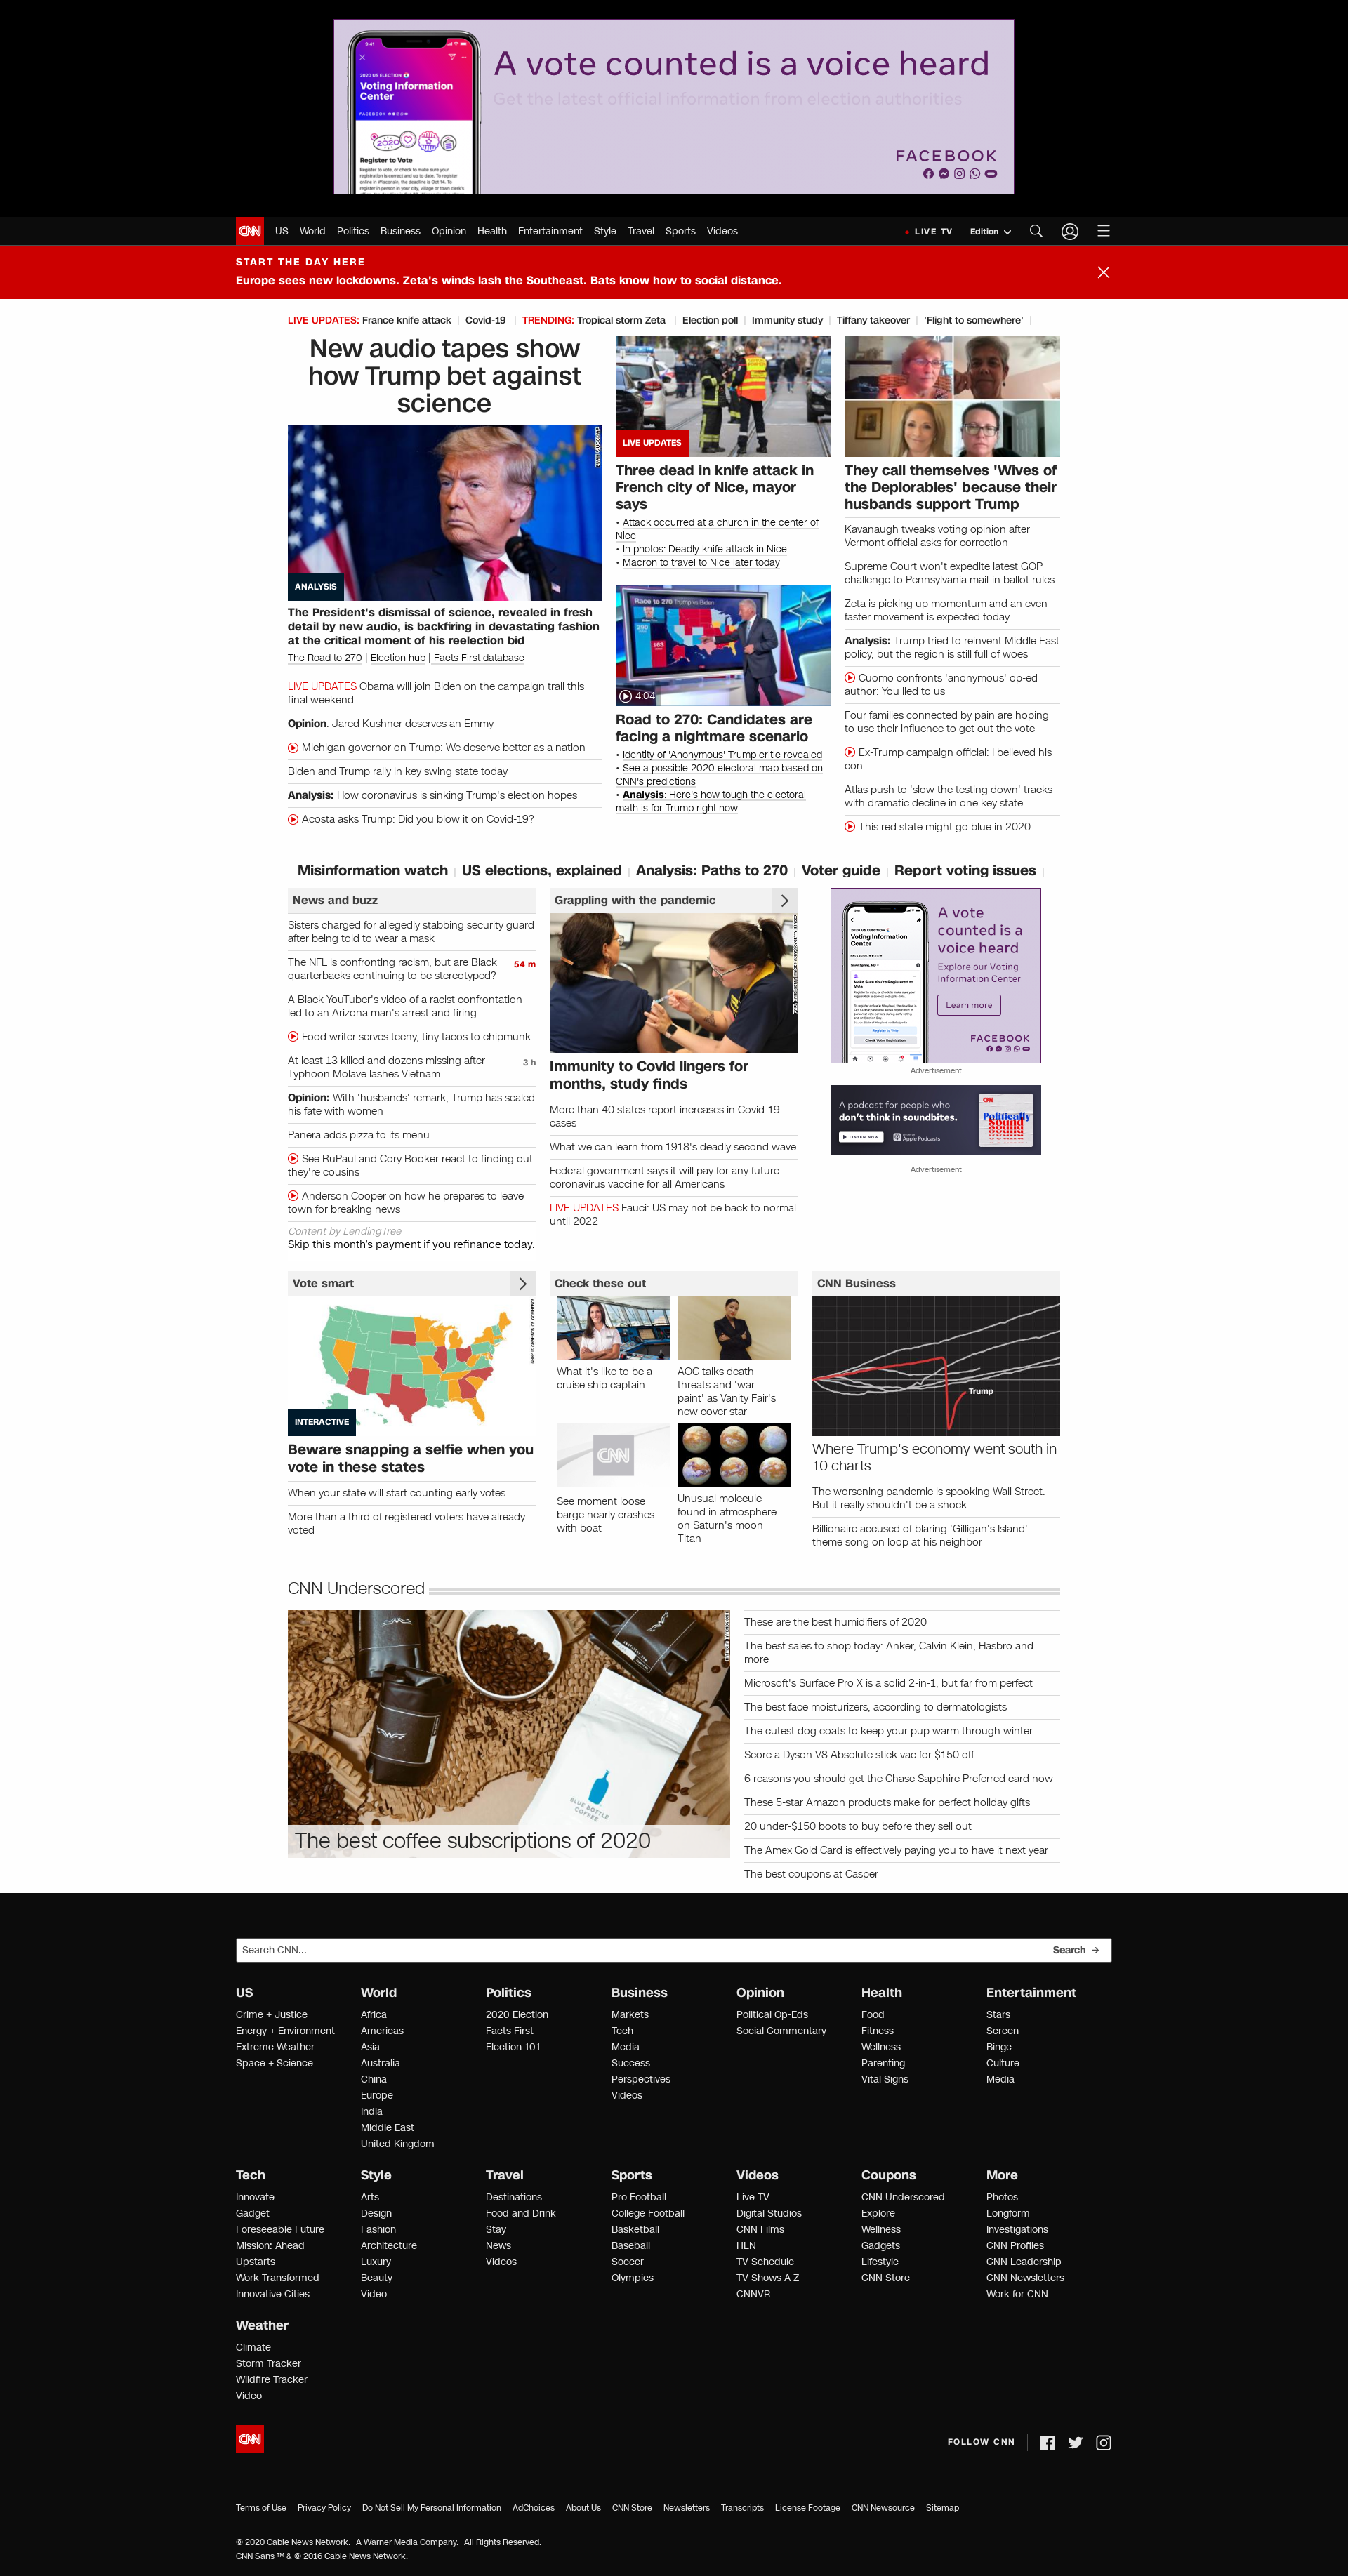 A vote counted is a voice heard
Get the latest official information from election authorities
9:41
2020 US ELECTION
Voting Information
Center
FACEBOOK
2020
Register to Vote
FACEBOOK
CNN
US World Politics Business Opinion Health Entertainment Style Travel Sports Videos
LIVE TV Edition
START THE DAY HERE
Europe sees new lockdowns. Zeta's winds lash the Southeast. Bats know how to social distance.
LIVE UPDATES: France knife attack | Covid-19 | TRENDING: Tropical storm Zeta | Election poll | Immunity study | Tiffany takeover | 'Flight to somewhere' |
New audio tapes show
how Trump bet against
science
ANALYSIS
The President's dismissal of science, revealed in fresh
detail by new audio, is backfiring in devastating fashion
at the critical moment of his reelection bid
The Road to 270 | Election hub | Facts First database
LIVE UPDATES Obama will join Biden on the campaign trail this
final weekend
Opinion: Jared Kushner deserves an Emmy
Michigan governor on Trump: We deserve better as a nation
Biden and Trump rally in key swing state today
Analysis: How coronavirus is sinking Trump's election hopes
Acosta asks Trump: Did you blow it on Covid-19?
LIVE UPDATES
Three dead in knife attack in
French city of Nice, mayor
says
• Attack occurred at a church in the center of
Nice
• In photos: Deadly knife attack in Nice
• Macron to travel to Nice later today
Race to 270 Trump vs Biden
4:04
Road to 270: Candidates are
facing a nightmare scenario
• Identity of 'Anonymous' Trump critic revealed
• See a possible 2020 electoral map based on
CNN's predictions
• Analysis: Here's how tough the electoral
math is for Trump right now
They call themselves 'Wives of
the Deplorables' because their
husbands support Trump
Kavanaugh tweaks voting opinion after
Vermont official asks for correction
Supreme Court won't expedite latest GOP
challenge to Pennsylvania mail-in ballot rules
Zeta is picking up momentum and an even
faster movement is expected today
Analysis: Trump tried to reinvent Middle East
policy, but the region is still full of woes
Cuomo confronts 'anonymous' op-ed
author: You lied to us
Four families connected by pain are hoping
to use their influence to get out the vote
Ex-Trump campaign official: I believed his
con
Atlas push to 'slow the testing down' tracks
with dramatic decline in one key state
This red state might go blue in 2020
Misinformation watch | US elections, explained | Analysis: Paths to 270 | Voter guide | Report voting issues |
News and buzz
Sisters charged for allegedly stabbing security guard
after being told to wear a mask
The NFL is confronting racism, but are Black
quarterbacks continuing to be stereotyped?
54 m
A Black YouTuber's video of a racist confrontation
led to an Arizona man's arrest and firing
Food writer serves teeny, tiny tacos to chipmunk
At least 13 killed and dozens missing after
Typhoon Molave lashes Vietnam
3 h
Opinion: With 'husbands' remark, Trump has sealed
his fate with women
Panera adds pizza to its menu
See RuPaul and Cory Booker react to finding out
they're cousins
Anderson Cooper on how he prepares to leave
town for breaking news
Content by LendingTree
Skip this month's payment if you refinance today.
Grappling with the pandemic
Immunity to Covid lingers for
months, study finds
More than 40 states report increases in Covid-19
cases
What we can learn from 1918's deadly second wave
Federal government says it will pay for any future
coronavirus vaccine for all Americans
LIVE UPDATES Fauci: US may not be back to normal
until 2022
Voting Information
Center
FACEBOOK
A vote
counted is a
voice heard
Explore our Voting
Information Center
Learn more
FACEBOOK
Advertisement
A podcast for people who
don't think in soundbites.
LISTEN NOW
Apple Podcasts
CNN
Politically
Sound
Advertisement
Vote smart
INTERACTIVE
Beware snapping a selfie when you
vote in these states
When your state will start counting early votes
More than a third of registered voters have already
voted
Check these out
What it's like to be a
cruise ship captain
AOC talks death
threats and 'war
paint' as Vanity Fair's
new cover star
CNN
See moment loose
barge nearly crashes
with boat
Unusual molecule
found in atmosphere
on Saturn's moon
Titan
CNN Business
Trump
Where Trump's economy went south in
10 charts
The worsening pandemic is spooking Wall Street.
But it really shouldn't be a shock
Billionaire accused of blaring 'Gilligan's Island'
theme song on loop at his neighbor
CNN Underscored
BLUE BOTTLE
COFFEE
The best coffee subscriptions of 2020
These are the best humidifiers of 2020
The best sales to shop today: Anker, Calvin Klein, Hasbro and
more
Microsoft's Surface Pro X is a solid 2-in-1, but far from perfect
The best face moisturizers, according to dermatologists
The cutest dog coats to keep your pup warm through winter
Score a Dyson V8 Absolute stick vac for $150 off
6 reasons you should get the Chase Sapphire Preferred card now
These 5-star Amazon products make for perfect holiday gifts
20 under-$150 boots to buy before they sell out
The Amex Gold Card is effectively paying you to have it next year
The best coupons at Casper
Search CNN...
Search →
US
Crime + Justice
Energy + Environment
Extreme Weather
Space + Science
World
Africa
Americas
Asia
Australia
China
Europe
India
Middle East
United Kingdom
Politics
2020 Election
Facts First
Election 101
Business
Markets
Tech
Media
Success
Perspectives
Videos
Opinion
Political Op-Eds
Social Commentary
Health
Food
Fitness
Wellness
Parenting
Vital Signs
Entertainment
Stars
Screen
Binge
Culture
Media
Tech
Innovate
Gadget
Foreseeable Future
Mission: Ahead
Upstarts
Work Transformed
Innovative Cities
Style
Arts
Design
Fashion
Architecture
Luxury
Beauty
Video
Travel
Destinations
Food and Drink
Stay
News
Videos
Sports
Pro Football
College Football
Basketball
Baseball
Soccer
Olympics
Videos
Live TV
Digital Studios
CNN Films
HLN
TV Schedule
TV Shows A-Z
CNNVR
Coupons
CNN Underscored
Explore
Wellness
Gadgets
Lifestyle
CNN Store
More
Photos
Longform
Investigations
CNN Profiles
CNN Leadership
CNN Newsletters
Work for CNN
Weather
Climate
Storm Tracker
Wildfire Tracker
Video
CNN
FOLLOW CNN
Terms of Use Privacy Policy Do Not Sell My Personal Information AdChoices About Us CNN Store Newsletters Transcripts License Footage CNN Newsource Sitemap
© 2020 Cable News Network. A Warner Media Company. All Rights Reserved.
CNN Sans ™ & © 2016 Cable News Network.